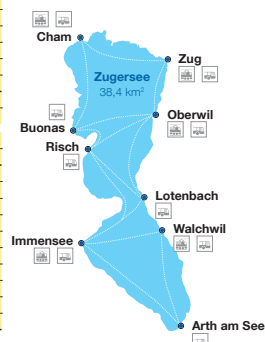 Cham
Zug
Zugersee
38,4 km²
Oberwil
Buonas
Risch
Lotenbach
Walchwil
Immensee
Arth am See